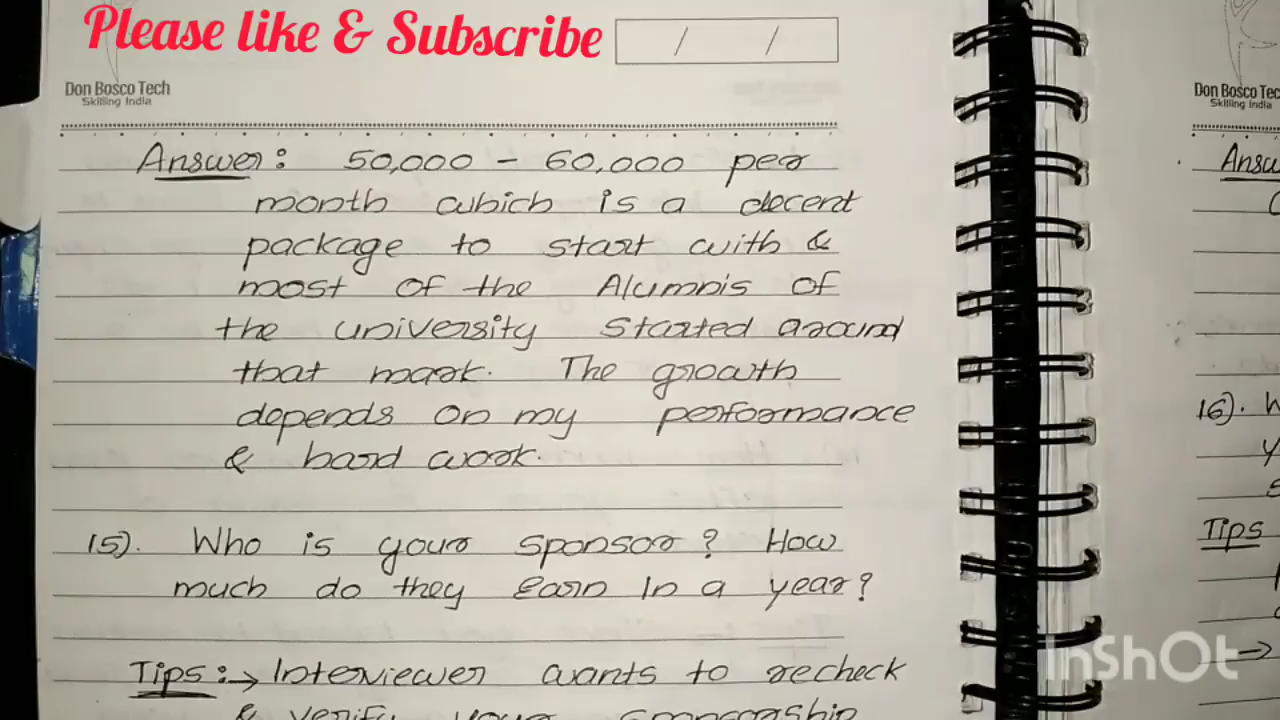 Please like & Subscribe
/ /
Don Bosco Tech
Skilling India
Answer: 50,000 - 60,000 per
month which is a decent
package to start with &
most of the Alumnis of
the university started around
that mark. The growth
depends on my performance
& hard work.
15). Who is your sponsor? How
much do they Earn In a year?
Tips:→ Interviewer wants to recheck
& verify your sponsorship
Don Bosco Tech
Skilling India
16).
Tips
→
InShOt